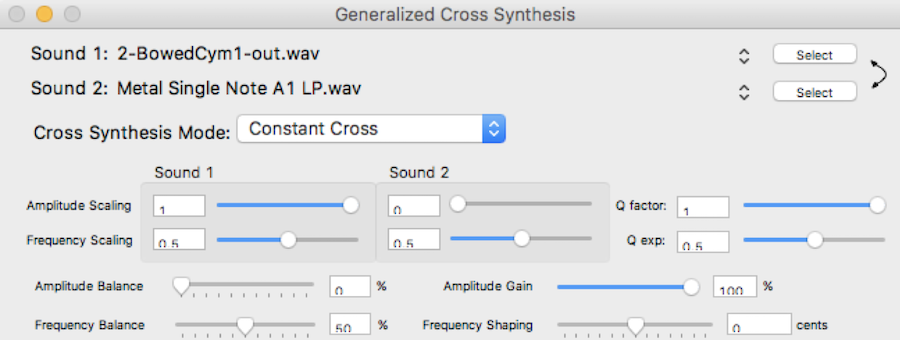 Generalized Cross Synthesis
Sound 1: 2-BowedCym1-out.wav Select
Sound 2: Metal Single Note A1 LP.wav Select
Cross Synthesis Mode: Constant Cross
Sound 1 Sound 2
Amplitude Scaling 1 0 Q factor: 1
Frequency Scaling 0.5 0.5 Q exp: 0.5
Amplitude Balance 0 % Amplitude Gain 100 %
Frequency Balance 50 % Frequency Shaping 0 cents